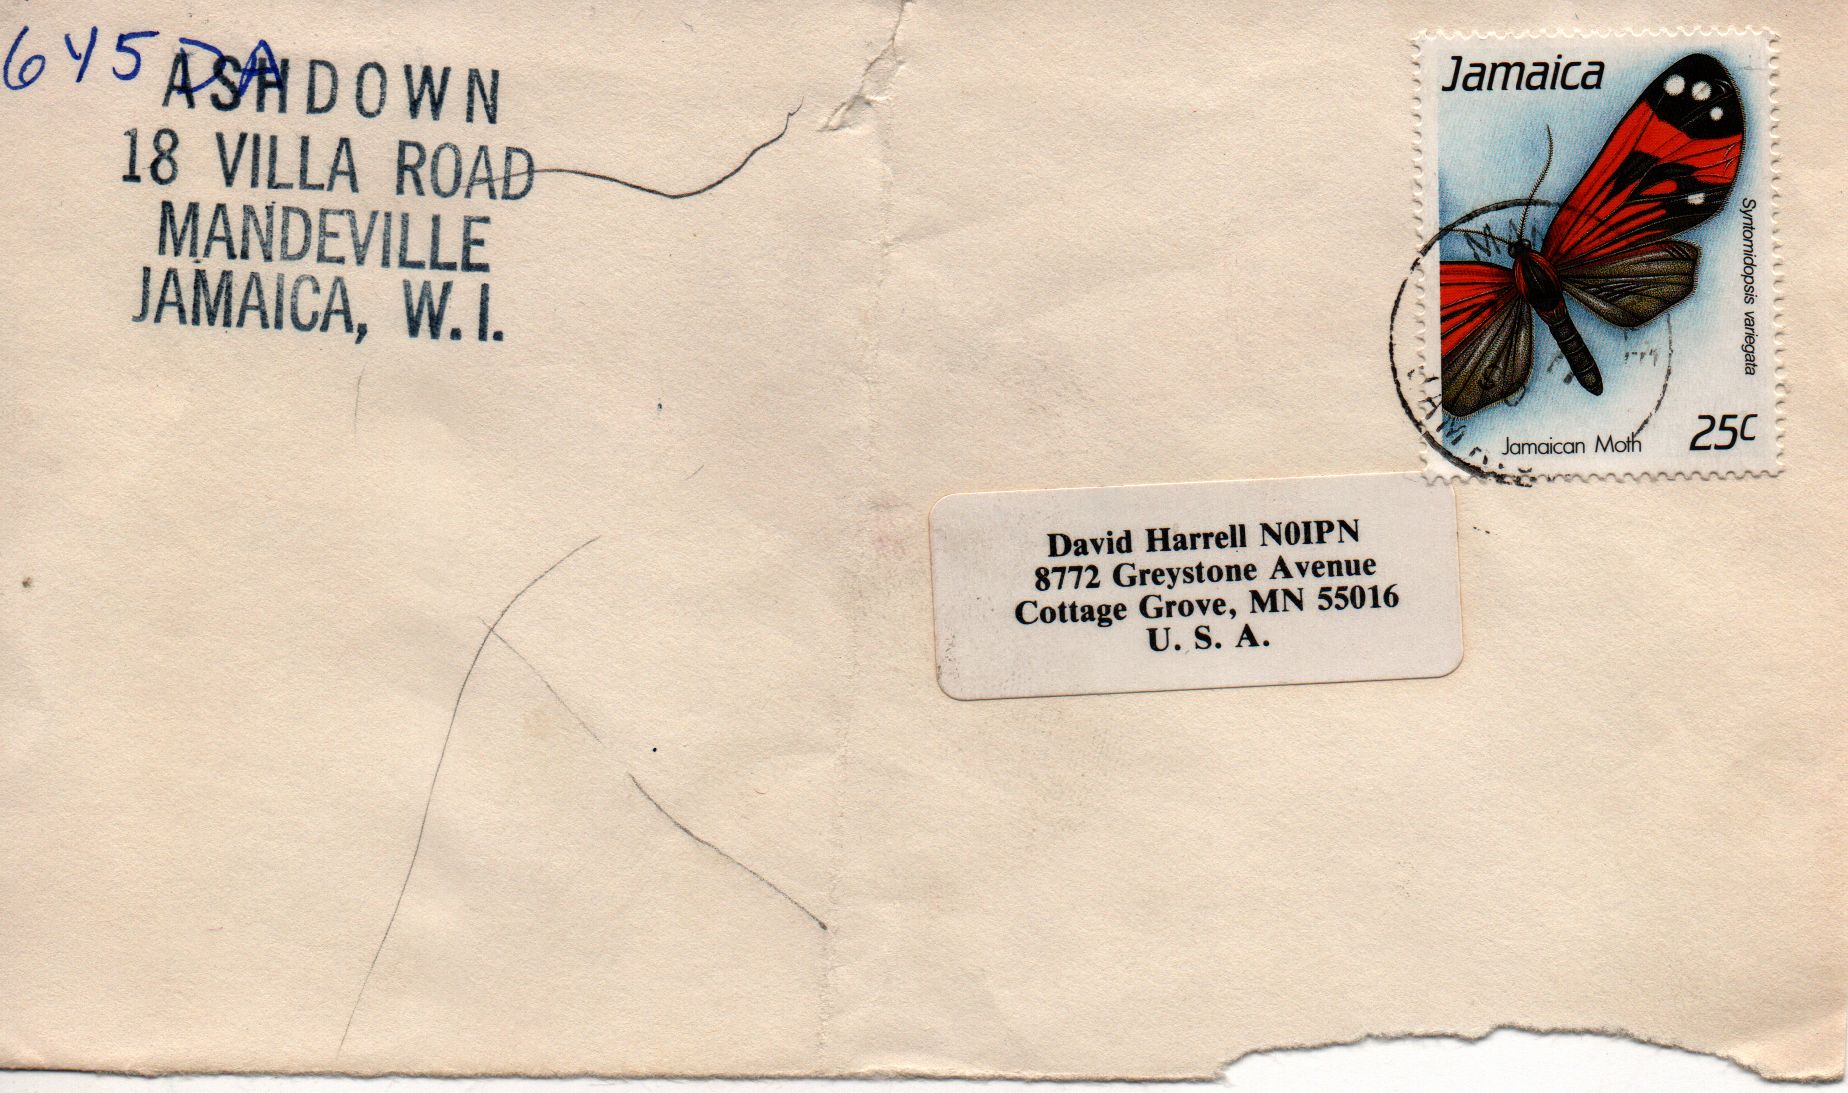 6Y5DA
ASHDOWN
18 VILLA ROAD
MANDEVILLE
JAMAICA, W.I.
Jamaica
Syntomidopsis variegata
Jamaican Moth
25c
David Harrell N0IPN
8772 Greystone Avenue
Cottage Grove, MN 55016
U. S. A.